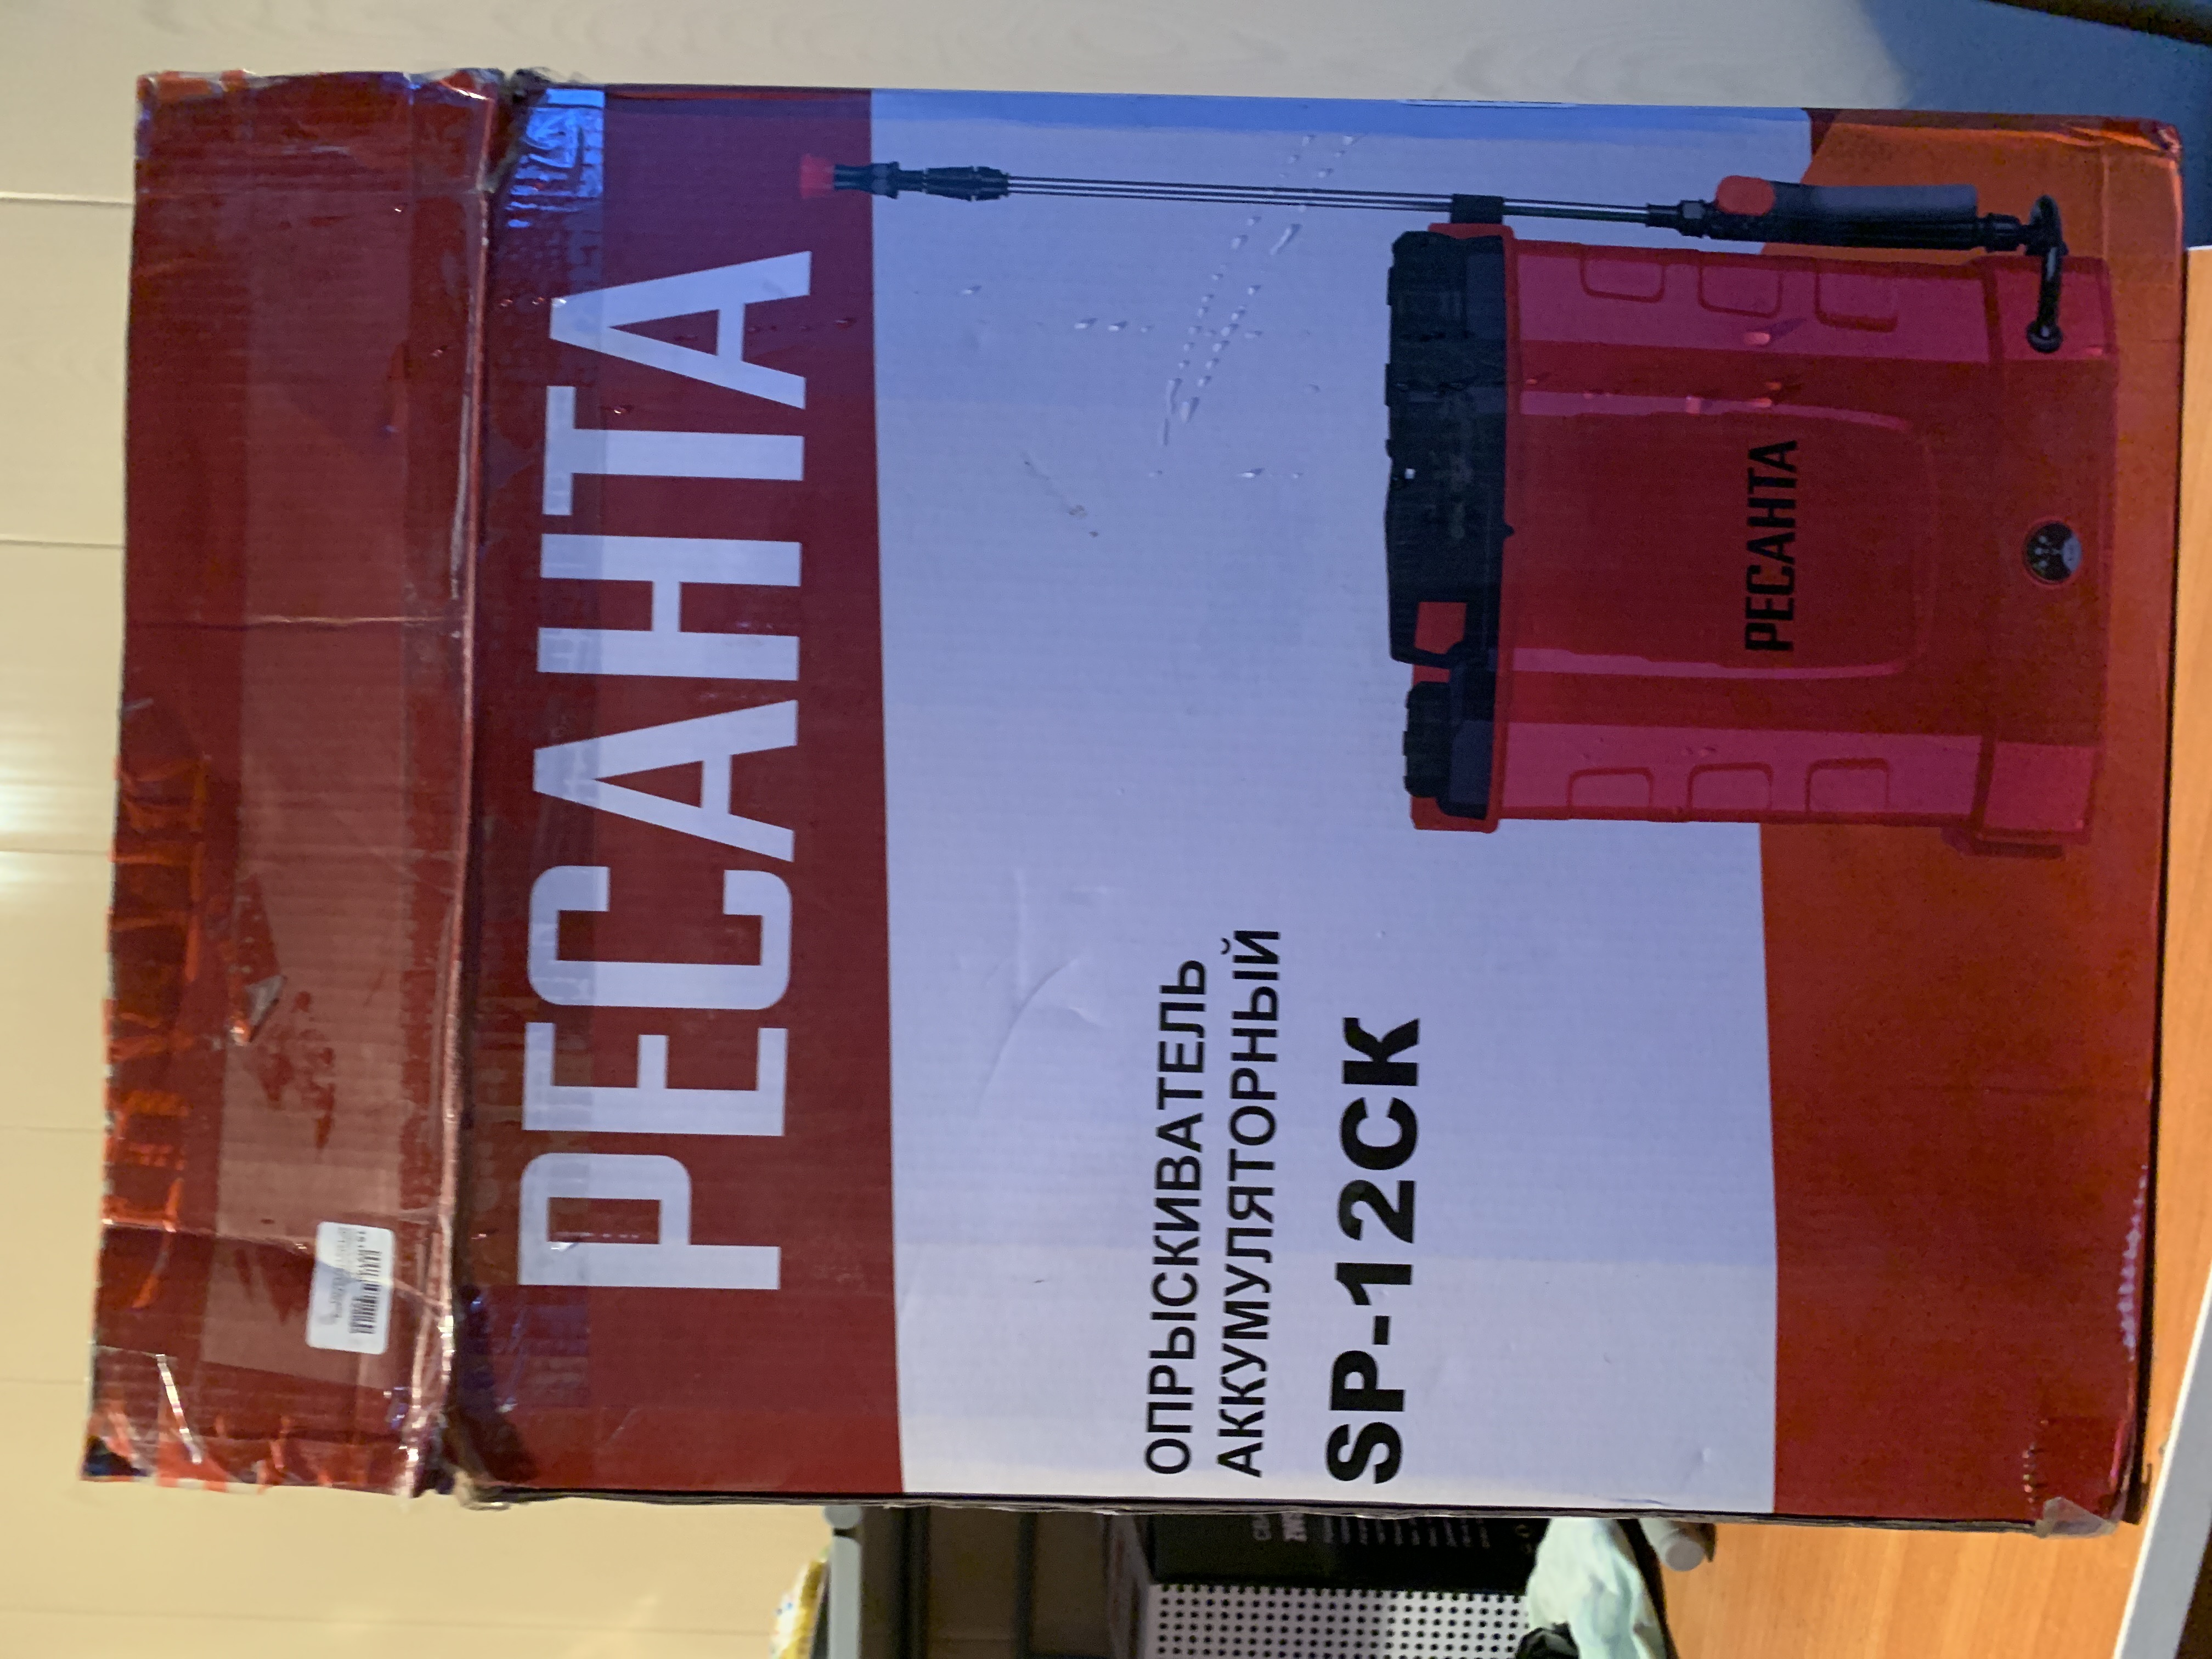 РЕСАНТА
ОПРЫСКИВАТЕЛЬ
АККУМУЛЯТОРНЫЙ
SP-12CK
РЕСАНТА